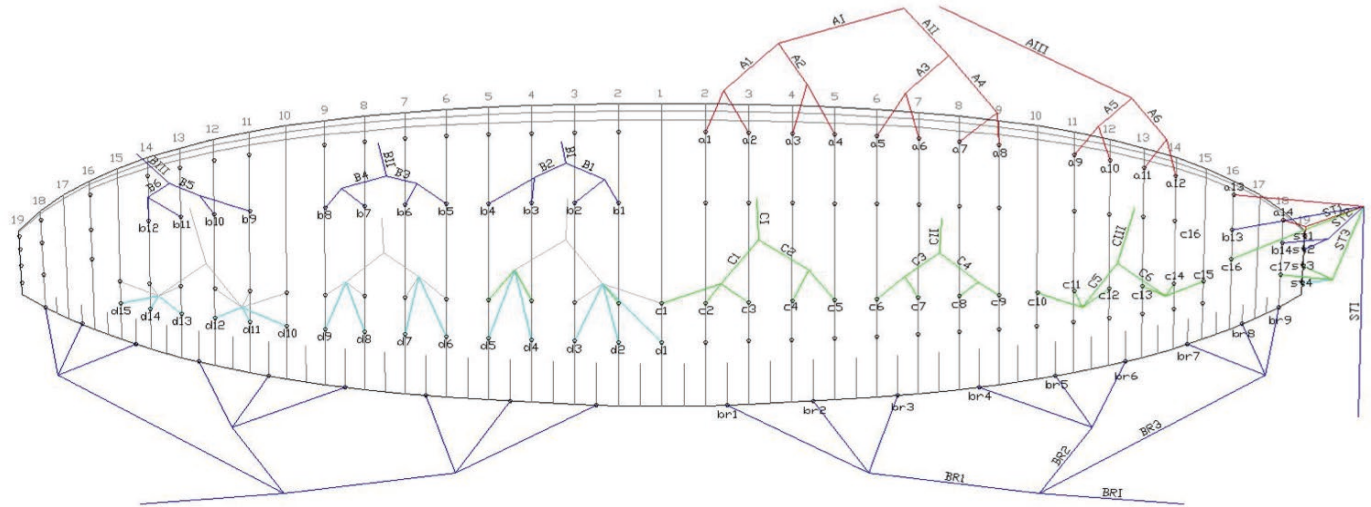 AI
AII
AIII
A1
A2
A3
A4
A5
A6
19 18 17 16 15 14 13 12 11 10 9 8 7 6 5 4 3 2 1 2 3 4 5 6 7 8 9 10 11 12 13 14 15 16 17 18 19
a1 a2 a3 a4 a5 a6 a7 a8 a9 a10 a11 a12 a13 a14
BIII B6 B5 BII B4 B3 BI B2 B1
b12 b11 b10 b9 b8 b7 b6 b5 b4 b3 b2 b1 b13 b14
ST1 ST2 ST3
st1
st2
st3
st4
CI C1 C2 CII C3 C4 CIII C5 C6
c1 c2 c3 c4 c5 c6 c7 c8 c9 c10 c11 c12 c13 c14 c15 c16 c16 c17
d15 d14 d13 d12 d11 d10 d9 d8 d7 d6 d5 d4 d3 d2 d1
STI
br1 br2 br3 br4 br5 br6 br7 br8 br9
BR1 BR2 BR3
BRI